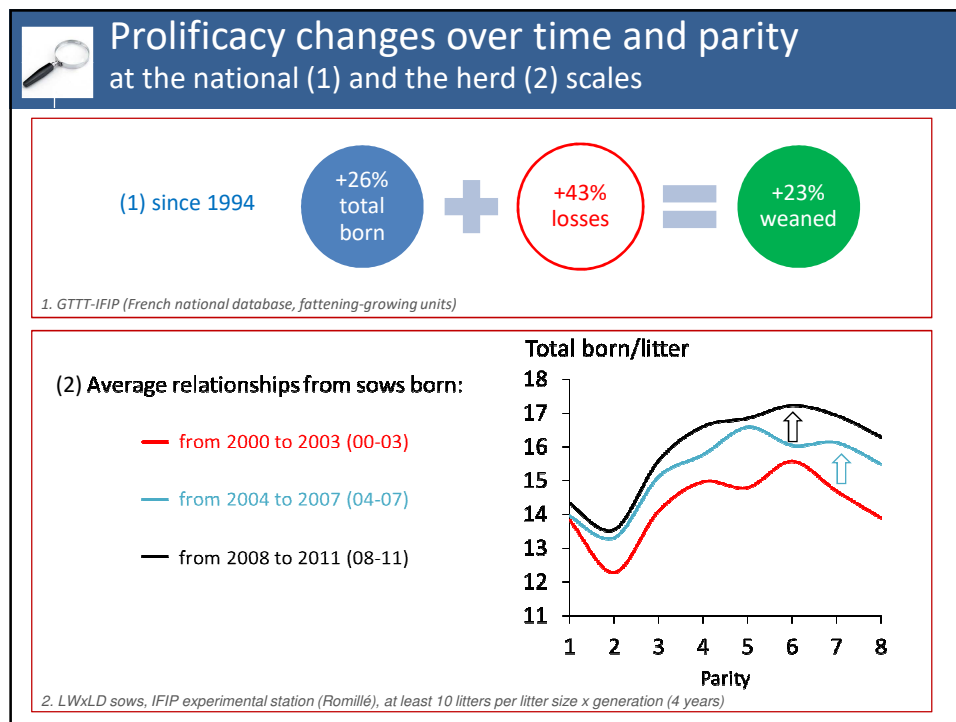 Prolificacy changes over time and parity
at the national (1) and the herd (2) scales
(1) since 1994
+26%
total
born
+43%
losses
+23%
weaned
1. GTTT-IFIP (French national database, fattening-growing units)
(2) Average relationships from sows born:
from 2000 to 2003 (00-03)
from 2004 to 2007 (04-07)
from 2008 to 2011 (08-11)
Total born/litter
18
17
16
15
14
13
12
11
1 2 3 4 5 6 7 8
Parity
2. LWxLD sows, IFIP experimental station (Romillé), at least 10 litters per litter size x generation (4 years)